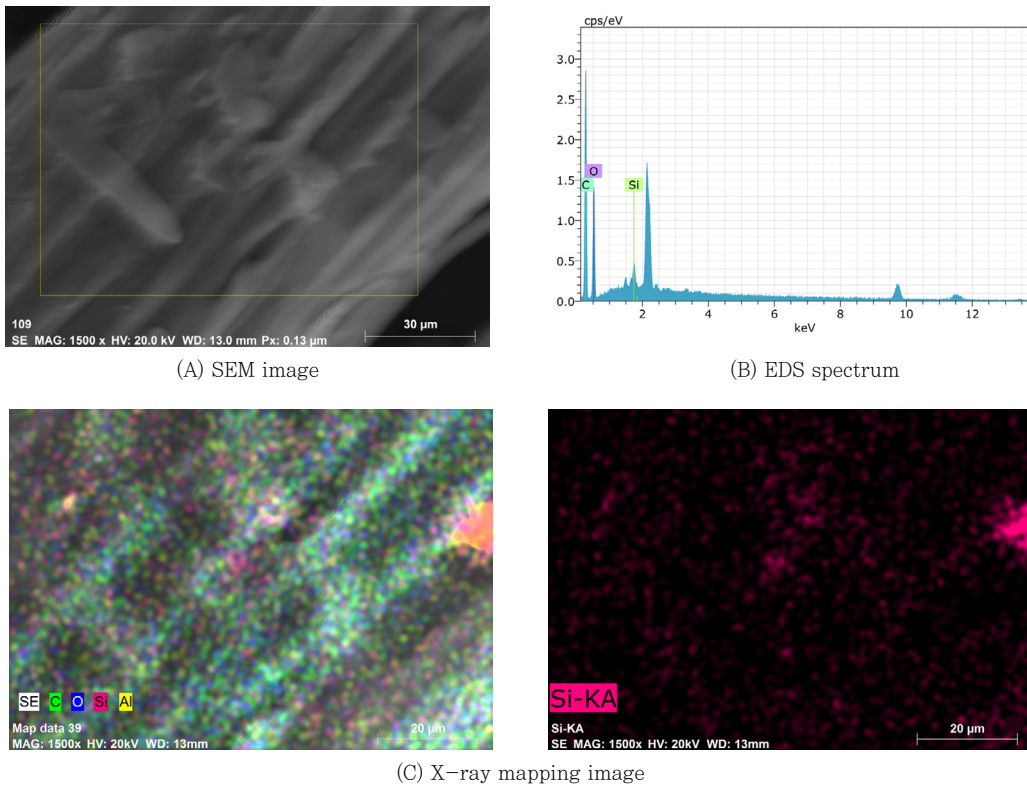 109
30 µm
SE MAG: 1500 x HV: 20.0 kV WD: 13.0 mm Px: 0.13 µm
(A) SEM image
cps/eV
3.0
2.5
2.0
1.5
1.0
0.5
0.0
C
O
Si
2
4
6
8
10
12
keV
(B) EDS spectrum
SE C O Si Al
Map data 39
20 µm
MAG: 1500x HV: 20kV WD: 13mm
Si-KA
Si-KA
20 µm
SE MAG: 1500x HV: 20kV WD: 13mm
(C) X-ray mapping image